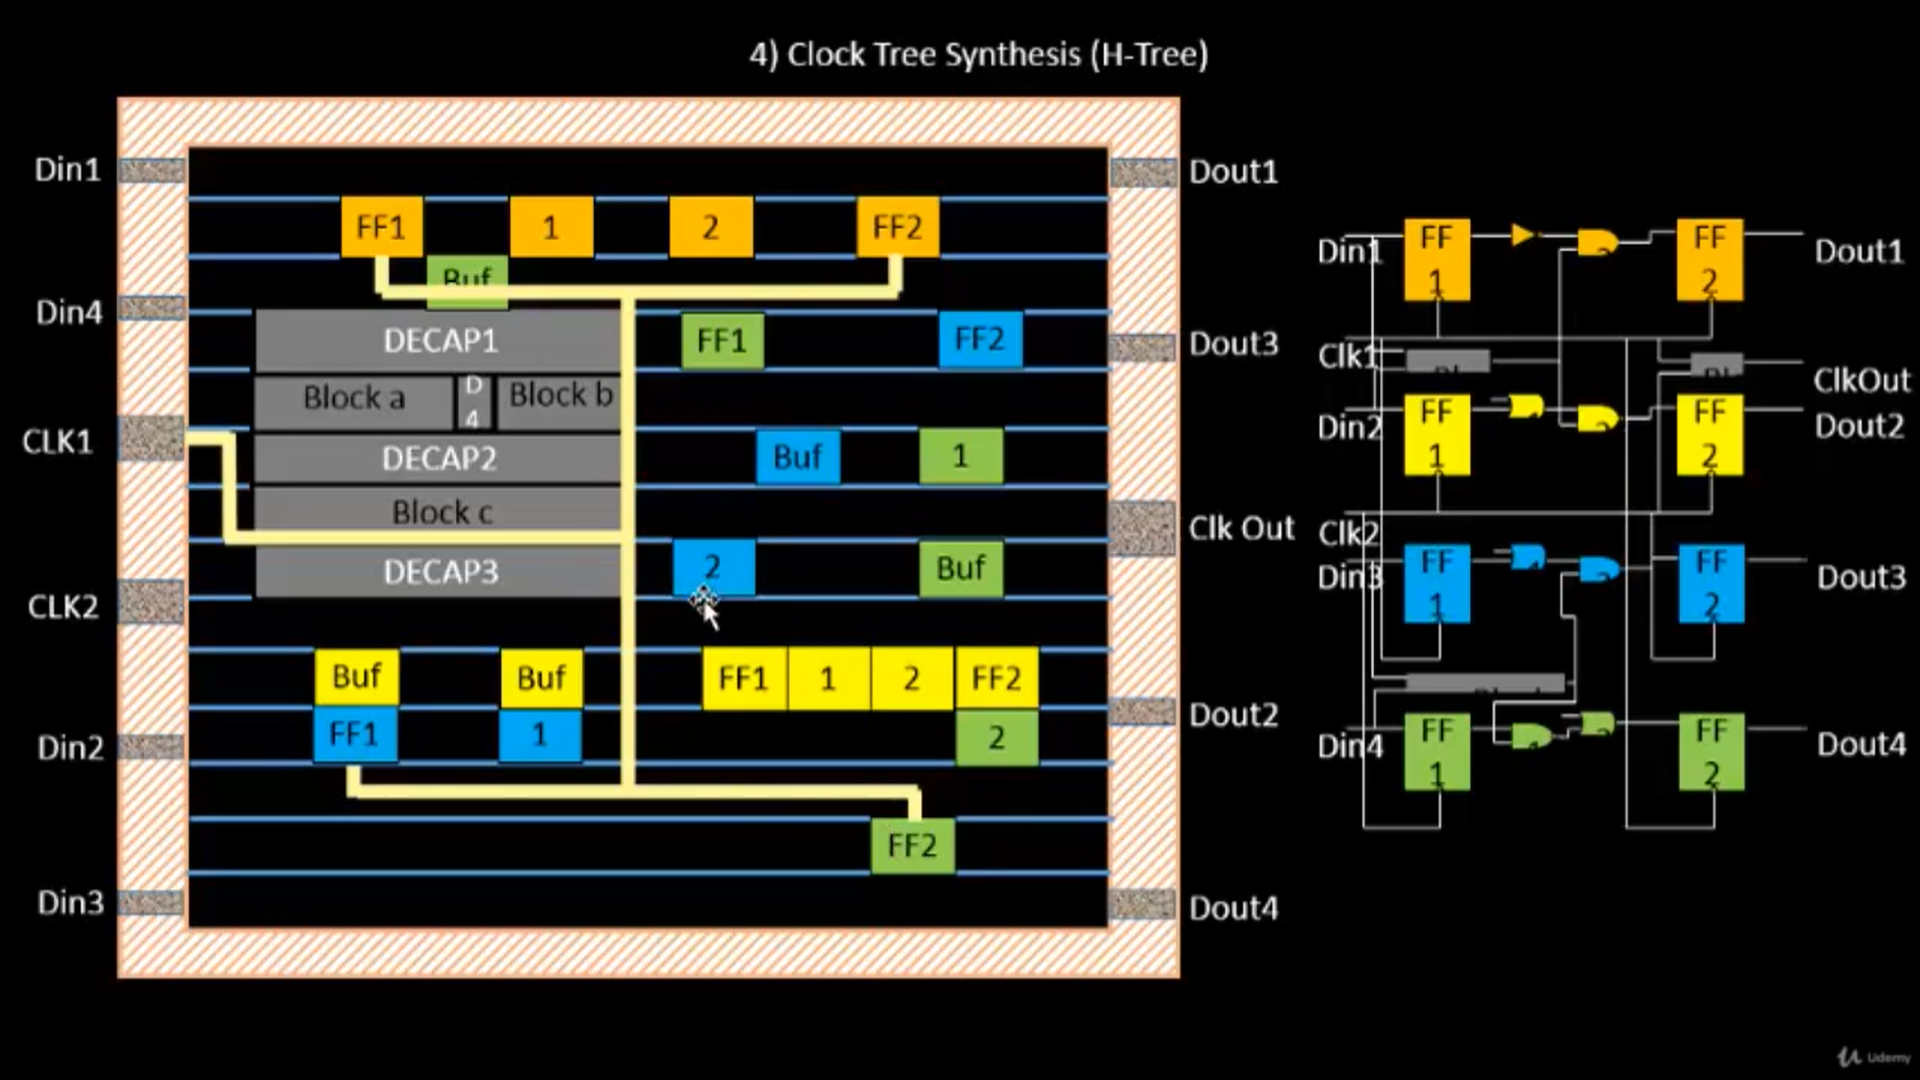 4) Clock Tree Synthesis (H-Tree)
Din1
Dout1
FF1
1
2
FF2
Buf
Din4
DECAP1
FF1
FF2
Dout3
Block a
D
4
Block b
CLK1
DECAP2
Buf
1
Block c
Clk Out
DECAP3
2
Buf
CLK2
Buf
Buf
FF1
1
2
FF2
Dout2
FF1
1
2
Din2
FF2
Din3
Dout4
Din1
FF
1
FF
2
Dout1
Clk1
ClkOut
Din2
FF
1
FF
2
Dout2
Clk2
Din3
FF
1
FF
2
Dout3
Din4
FF
1
FF
2
Dout4
Udemy